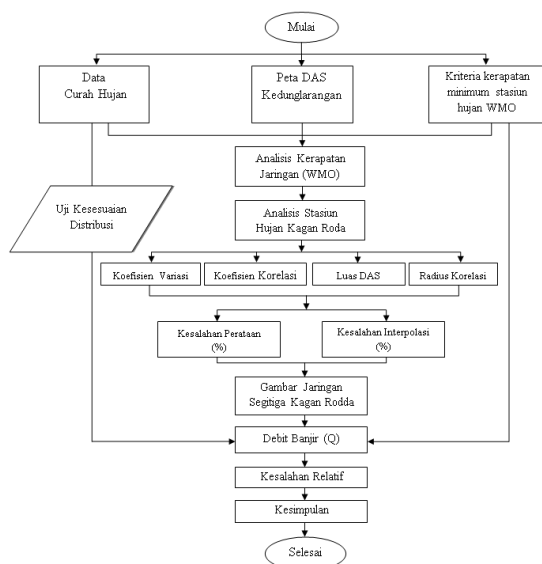 Mulai
Data
Curah Hujan
Peta DAS
Kedunglarangan
Kriteria kerapatan
minimum stasiun
hujan WMO
Analisis Kerapatan
Jaringan (WMO)
Uji Kesesuaian
Distribusi
Analisis Stasiun
Hujan Kagan Roda
Koefisien Variasi
Koefisien Korelasi
Luas DAS
Radius Korelasi
Kesalahan Perataan
(%)
Kesalahan Interpolasi
(%)
Gambar Jaringan
Segitiga Kagan Rodda
Debit Banjir (Q)
Kesalahan Relatif
Kesimpulan
Selesai